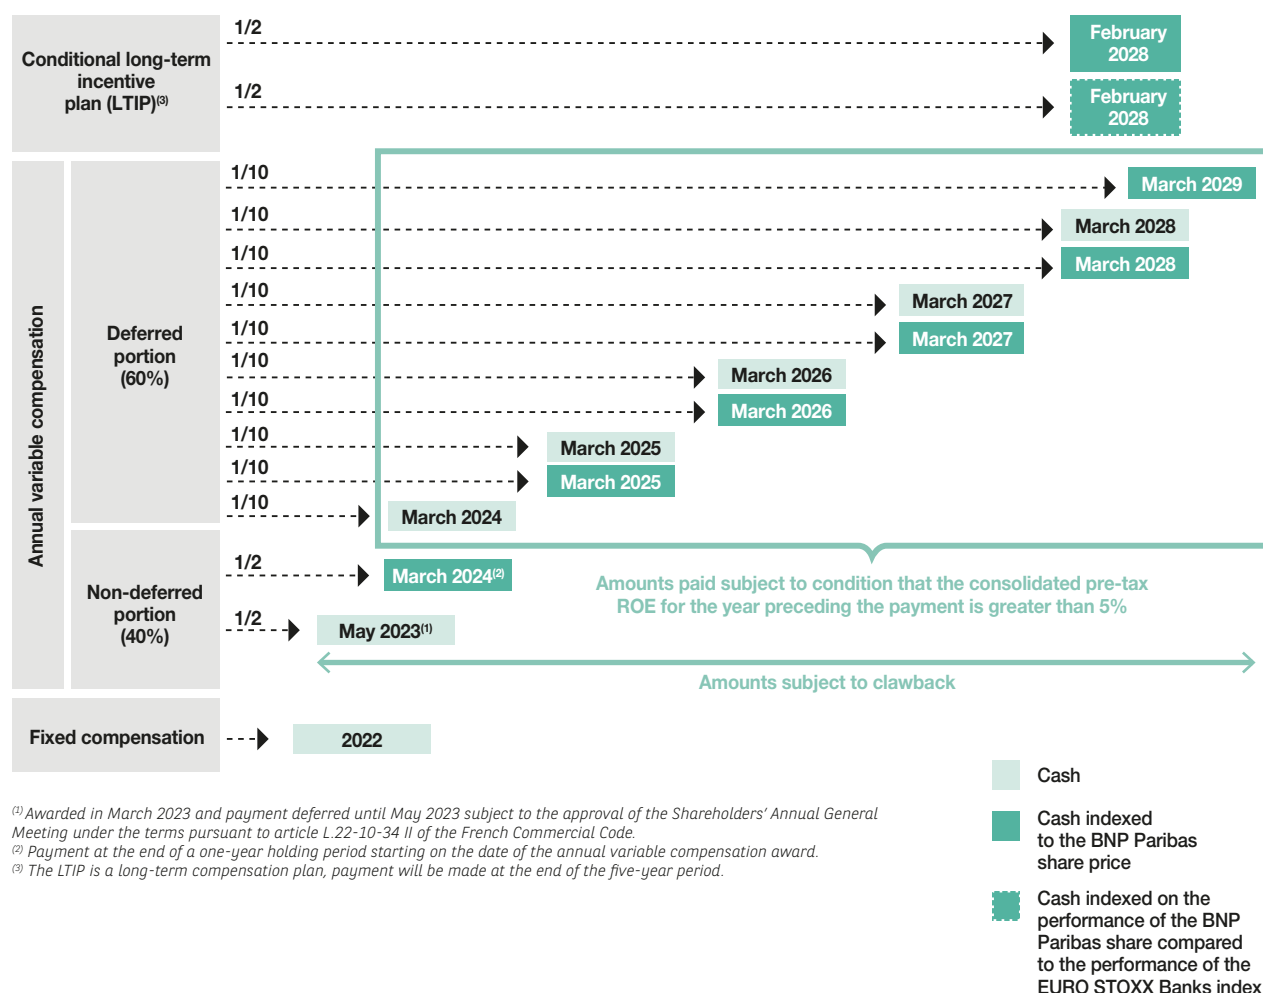 Conditional long-term
incentive
plan (LTIP)(3)
1/2
February
2028
1/2
February
2028
Annual variable compensation
Deferred
portion
(60%)
1/10
March 2029
1/10
March 2028
1/10
March 2028
1/10
March 2027
1/10
March 2027
1/10
March 2026
1/10
March 2026
1/10
March 2025
1/10
March 2025
1/10
March 2024
Non-deferred
portion
(40%)
1/2
March 2024(2)
1/2
May 2023(1)
Amounts paid subject to condition that the consolidated pre-tax
ROE for the year preceding the payment is greater than 5%
Amounts subject to clawback
Fixed compensation
2022
Cash
Cash indexed
to the BNP Paribas
share price
Cash indexed on the
performance of the BNP
Paribas share compared
to the performance of the
EURO STOXX Banks index
(1) Awarded in March 2023 and payment deferred until May 2023 subject to the approval of the Shareholders' Annual General
Meeting under the terms pursuant to article L.22-10-34 II of the French Commercial Code.
(2) Payment at the end of a one-year holding period starting on the date of the annual variable compensation award.
(3) The LTIP is a long-term compensation plan, payment will be made at the end of the five-year period.